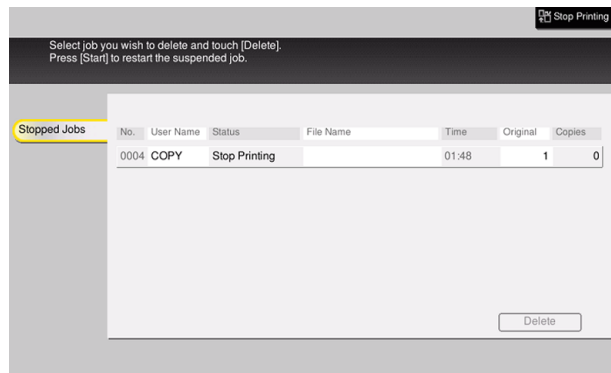 Stop Printing
Select job you wish to delete and touch [Delete].
Press [Start] to restart the suspended job.
Stopped Jobs
No. User Name Status File Name Time Original Copies
0004 COPY Stop Printing 01:48 1 0
Delete